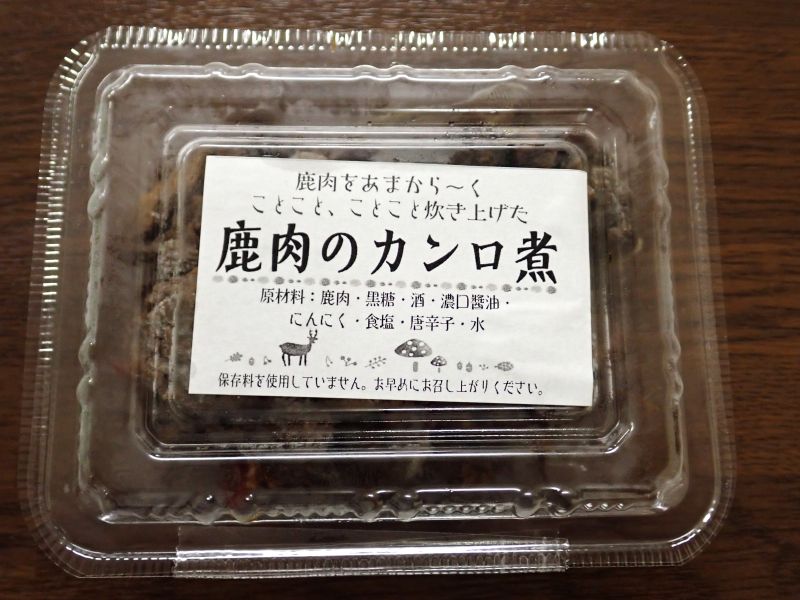 鹿肉をあまから〜く
ことこと、ことこと炊き上げた
鹿肉のカンロ煮
原材料：鹿肉・黒糖・酒・濃口醤油・
にんにく・食塩・唐辛子・水
保存料を使用していません。お早めにお召し上がりください。